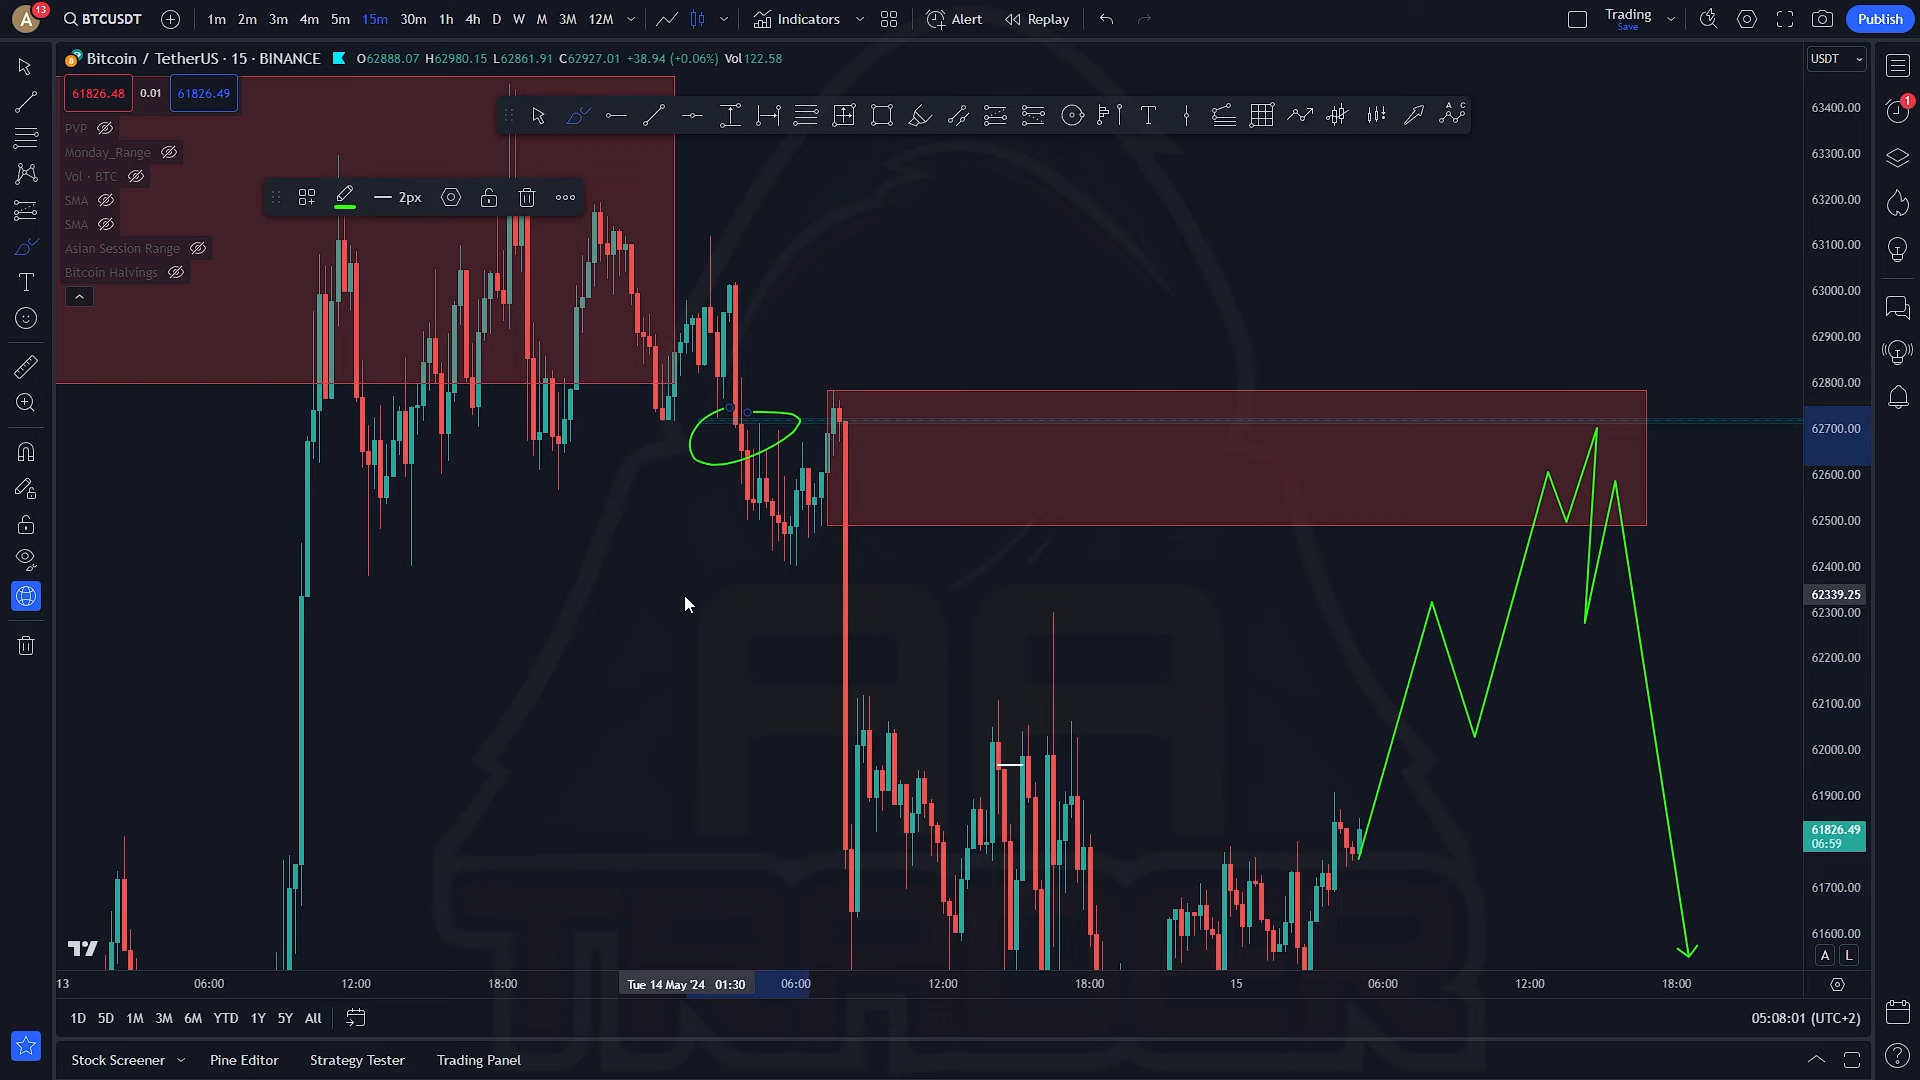 A 13 BTCUSDT 1m 2m 3m 4m 5m 15m 30m 1h 4h D W M 3M 12M Indicators Alert Replay Trading Save Publish
Bitcoin / TetherUS · 15 · BINANCE O62888.07 H62980.15 L62861.91 C62927.01 +38.94 (+0.06%) Vol122.58 USDT
61826.48 0.01 61826.49
PVP
Monday_Range
Vol · BTC
SMA
SMA
Asian Session Range
Bitcoin Halvings
2px
T
A C
1
63400.00
63300.00
63200.00
63100.00
63000.00
62900.00
62800.00
62700.00
62600.00
62500.00
62400.00
62339.25
62300.00
62200.00
62100.00
62000.00
61900.00
61826.49
06:59
61700.00
61600.00
A L
13 06:00 12:00 18:00 Tue 14 May '24 01:30 06:00 12:00 18:00 15 06:00 12:00 18:00
1D 5D 1M 3M 6M YTD 1Y 5Y All 05:08:01 (UTC+2)
Stock Screener Pine Editor Strategy Tester Trading Panel